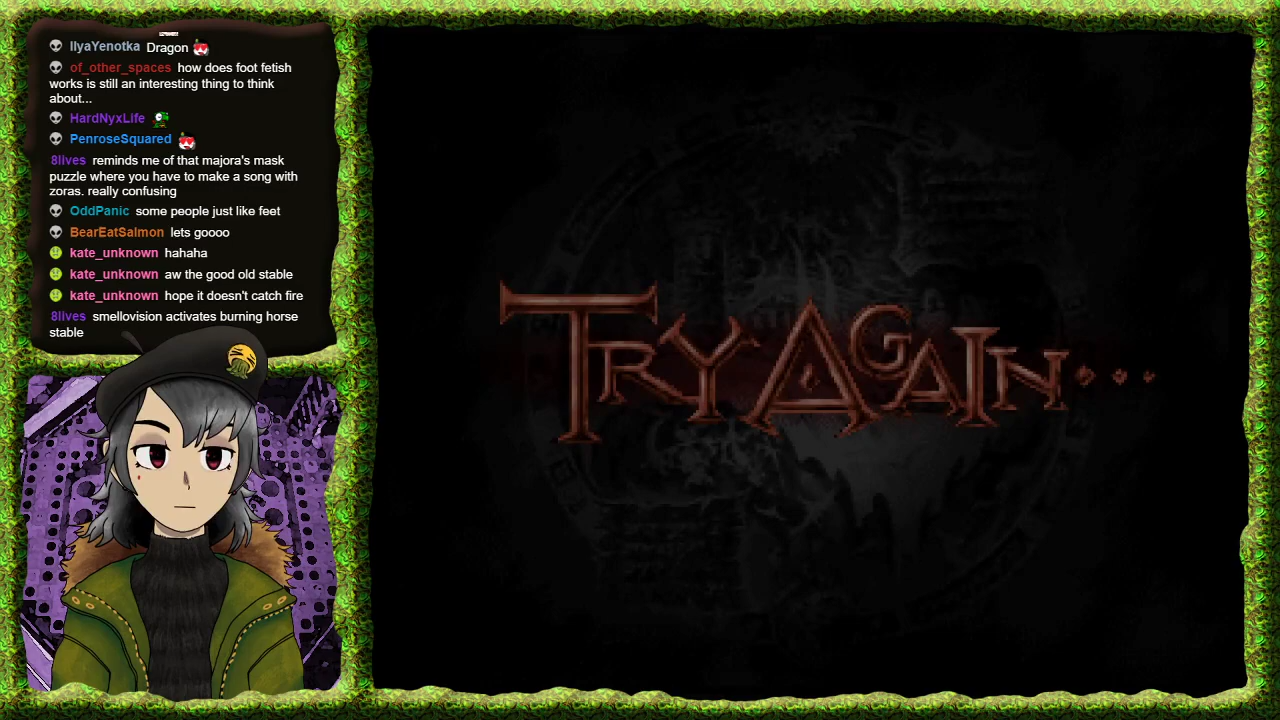 IlyaYenotka Dragon
of_other_spaces how does foot fetish
works is still an interesting thing to think
about...
HardNyxLife
PenroseSquared
8lives reminds me of that majora's mask
puzzle where you have to make a song with
zoras. really confusing
OddPanic some people just like feet
BearEatSalmon lets goooo
kate_unknown hahaha
kate_unknown aw the good old stable
kate_unknown hope it doesn't catch fire
8lives smellovision activates burning horse
stable
TRY AGAIN...